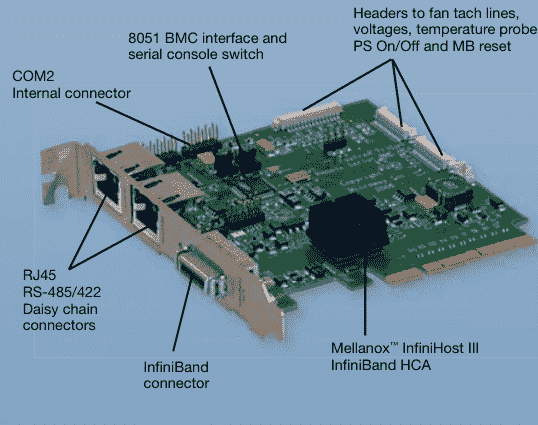 Headers to fan tach lines,
voltages, temperature probe
PS On/Off and MB reset
8051 BMC interface and
serial console switch
COM2
Internal connector
RJ45
RS-485/422
Daisy chain
connectors
InfiniBand
connector
Mellanox™ InfiniHost III
InfiniBand HCA